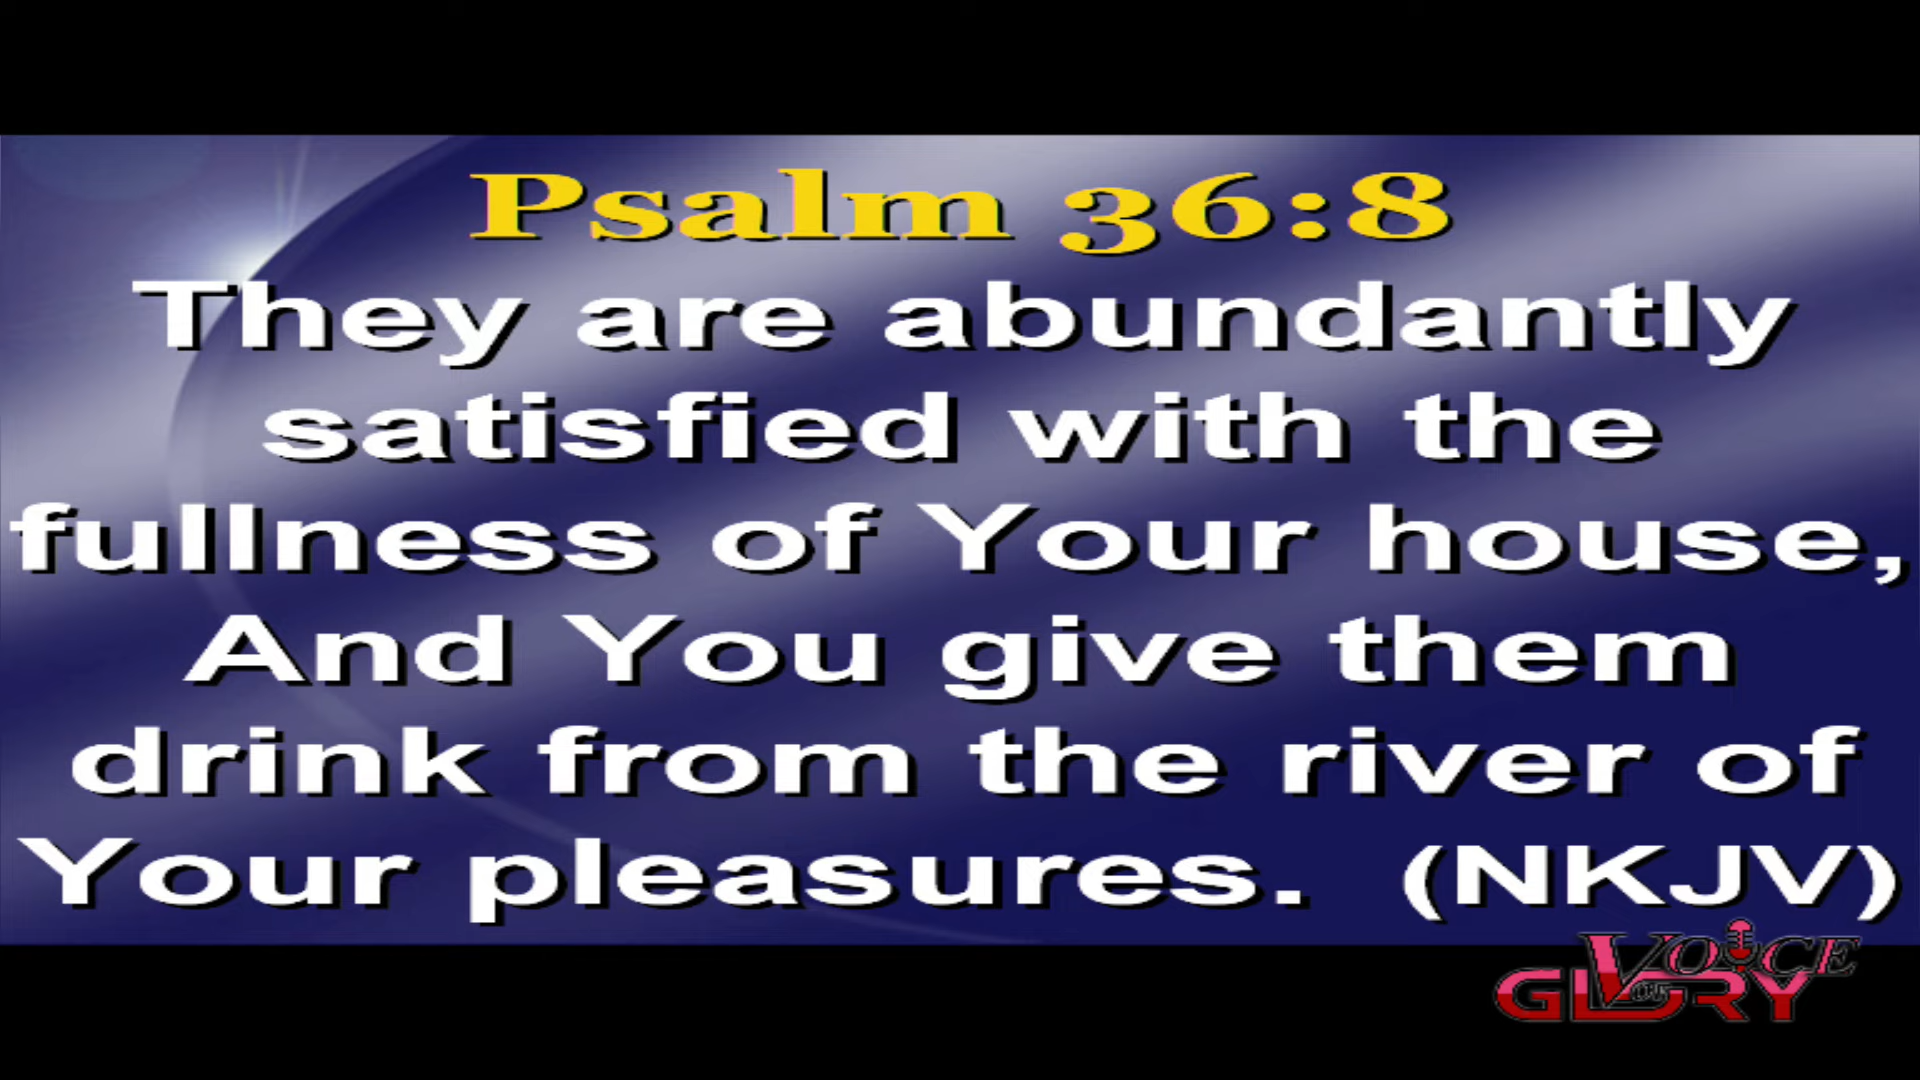 Psalm 36:8
They are abundantly
satisfied with the
fullness of Your house,
And You give them
drink from the river of
Your pleasures. (NKJV)
VOICE
OF
GLORY